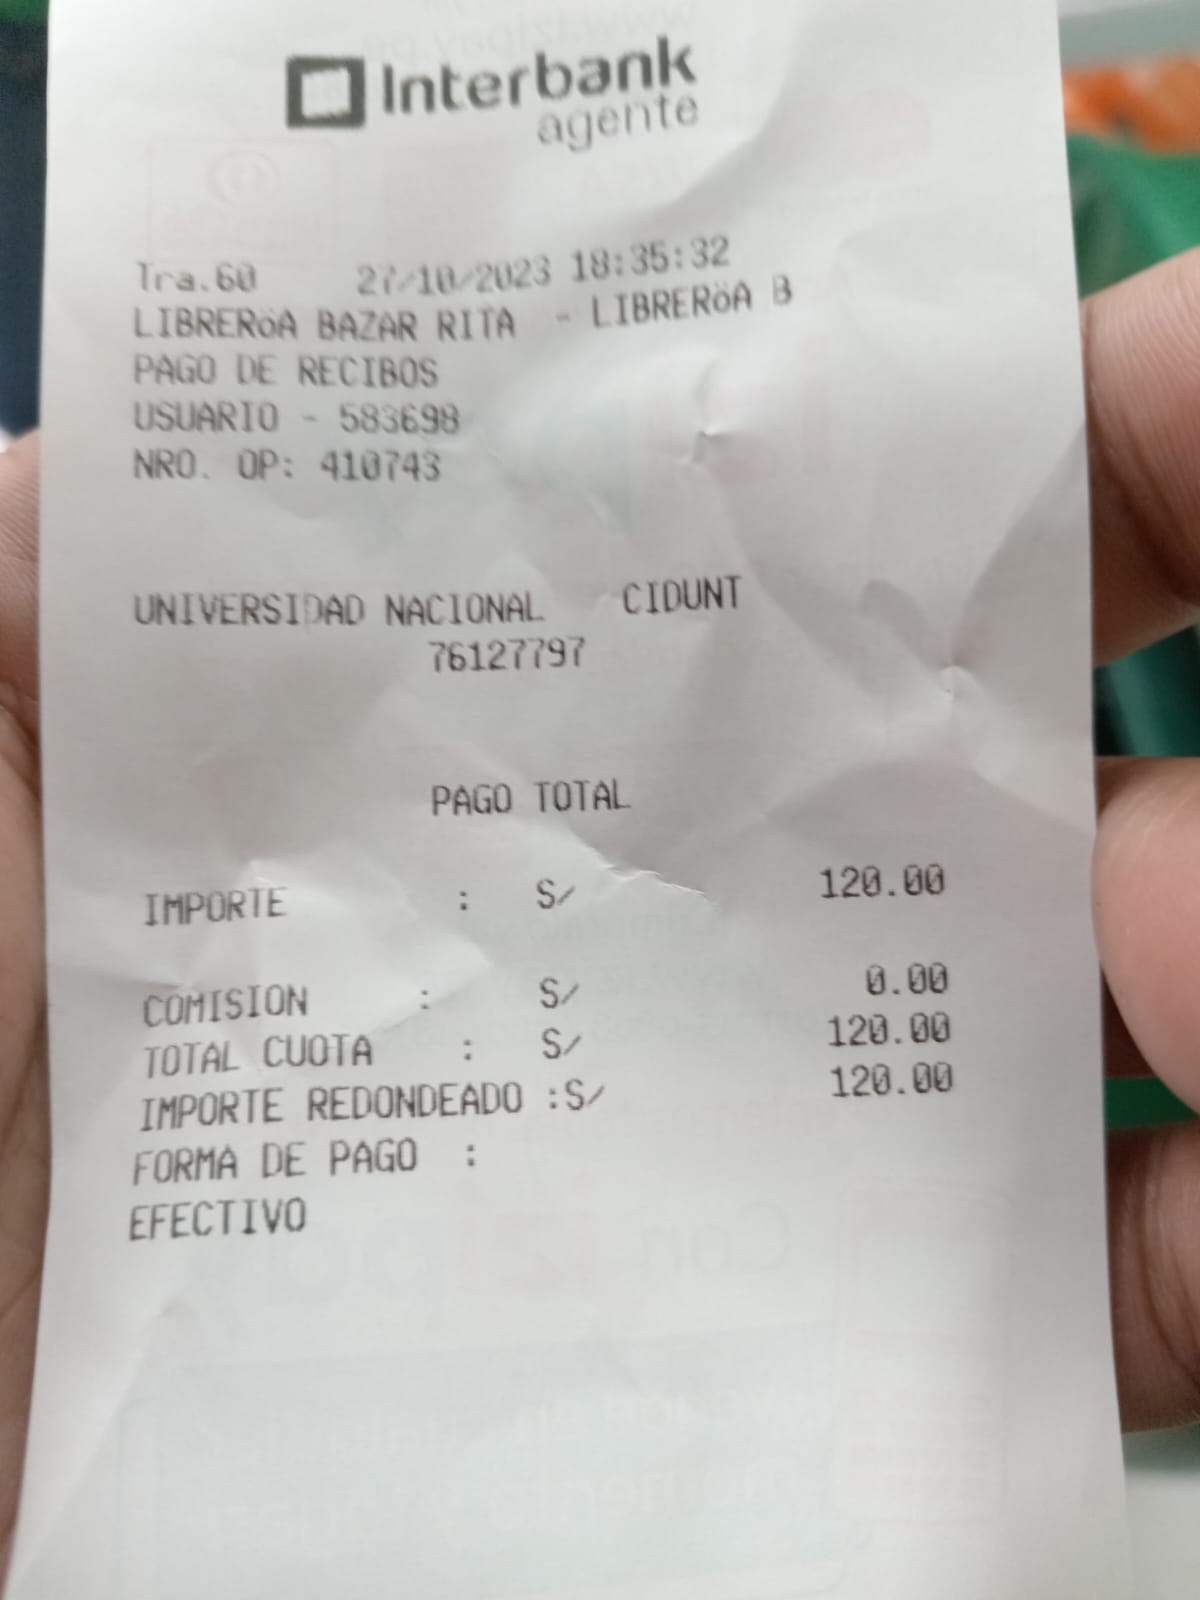 Interbank
agente
Tra.60 27/10/2023 18:35:32
LIBRERöA BAZAR RITA - LIBRERöA B
PAGO DE RECIBOS
USUARIO - 583698
NRO. OP: 410743
UNIVERSIDAD NACIONAL CIDUNT
76127797
PAGO TOTAL
IMPORTE : S/ 120.00
COMISION : S/ 0.00
TOTAL CUOTA : S/ 120.00
IMPORTE REDONDEADO :S/ 120.00
FORMA DE PAGO :
EFECTIVO